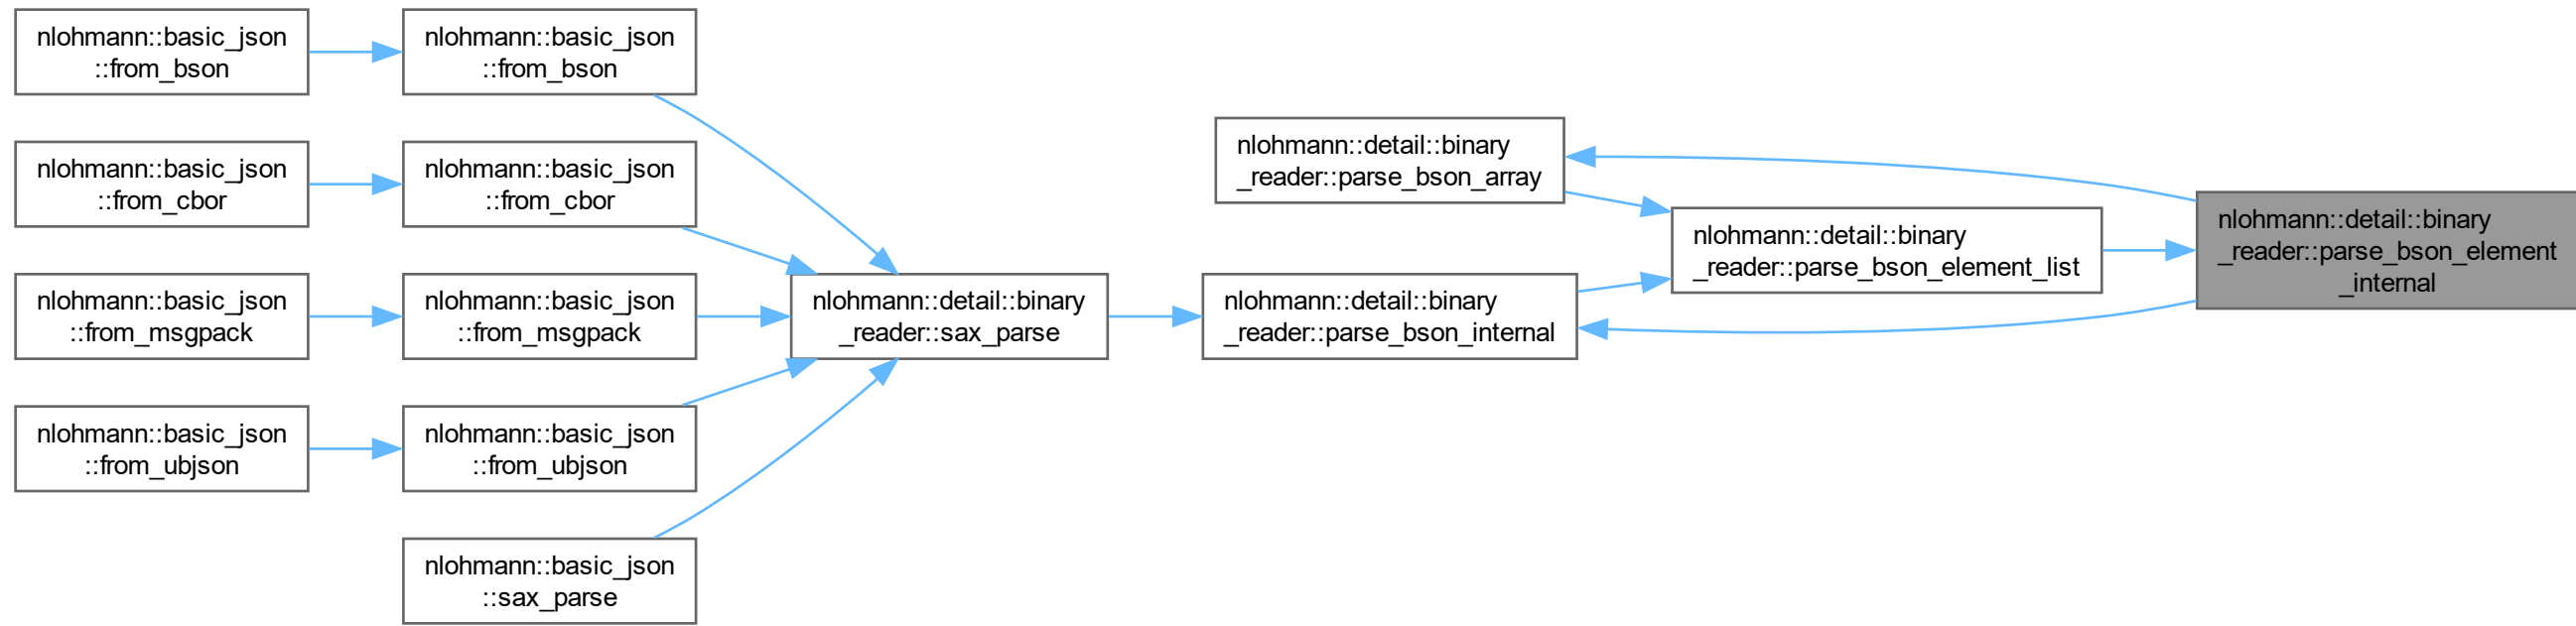 nlohmann::basic_json
::from_bson
nlohmann::basic_json
::from_bson
nlohmann::basic_json
::from_cbor
nlohmann::basic_json
::from_cbor
nlohmann::basic_json
::from_msgpack
nlohmann::basic_json
::from_msgpack
nlohmann::basic_json
::from_ubjson
nlohmann::basic_json
::from_ubjson
nlohmann::basic_json
::sax_parse
nlohmann::detail::binary
_reader::sax_parse
nlohmann::detail::binary
_reader::parse_bson_array
nlohmann::detail::binary
_reader::parse_bson_internal
nlohmann::detail::binary
_reader::parse_bson_element_list
nlohmann::detail::binary
_reader::parse_bson_element
_internal